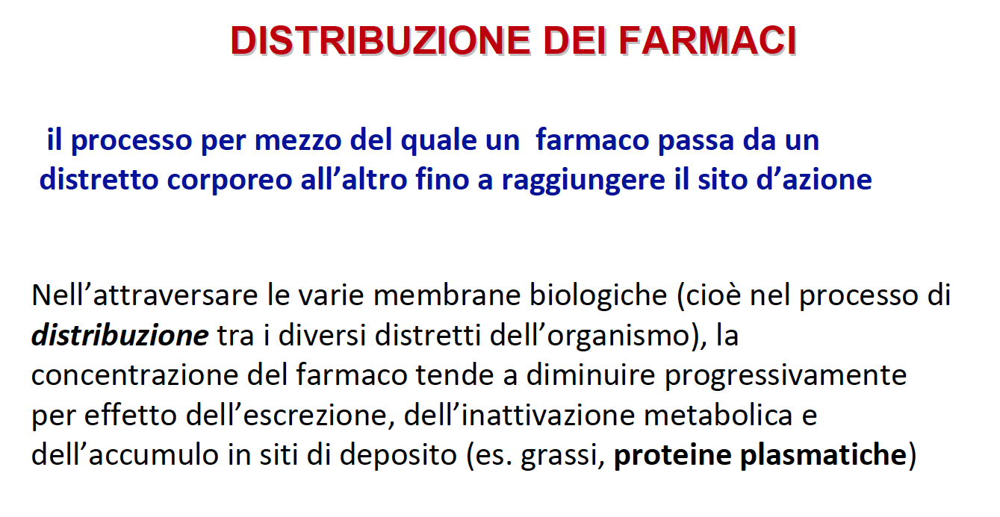 DISTRIBUZIONE DEI FARMACI
il processo per mezzo del quale un farmaco passa da un
distretto corporeo all’altro fino a raggiungere il sito d’azione
Nell’attraversare le varie membrane biologiche (cioè nel processo di
distribuzione tra i diversi distretti dell’organismo), la
concentrazione del farmaco tende a diminuire progressivamente
per effetto dell’escrezione, dell’inattivazione metabolica e
dell’accumulo in siti di deposito (es. grassi, proteine plasmatiche)